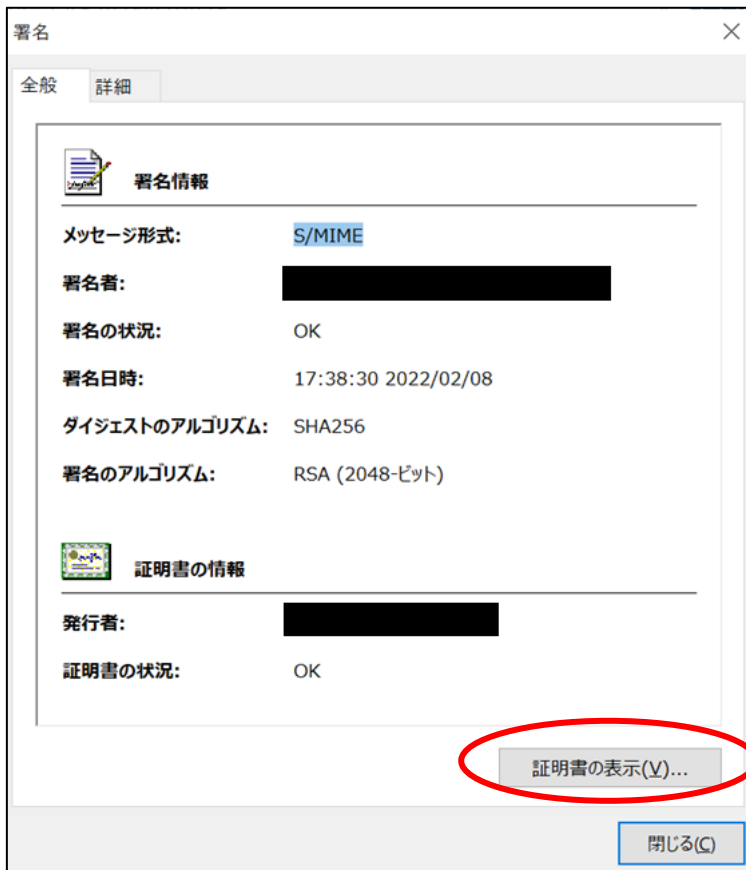 署名
全般 詳細
署名情報
メッセージ形式: S/MIME
署名者:
署名の状況: OK
署名日時: 17:38:30 2022/02/08
ダイジェストのアルゴリズム: SHA256
署名のアルゴリズム: RSA (2048-ビット)
証明書の情報
発行者:
証明書の状況: OK
証明書の表示(V)...
閉じる(C)